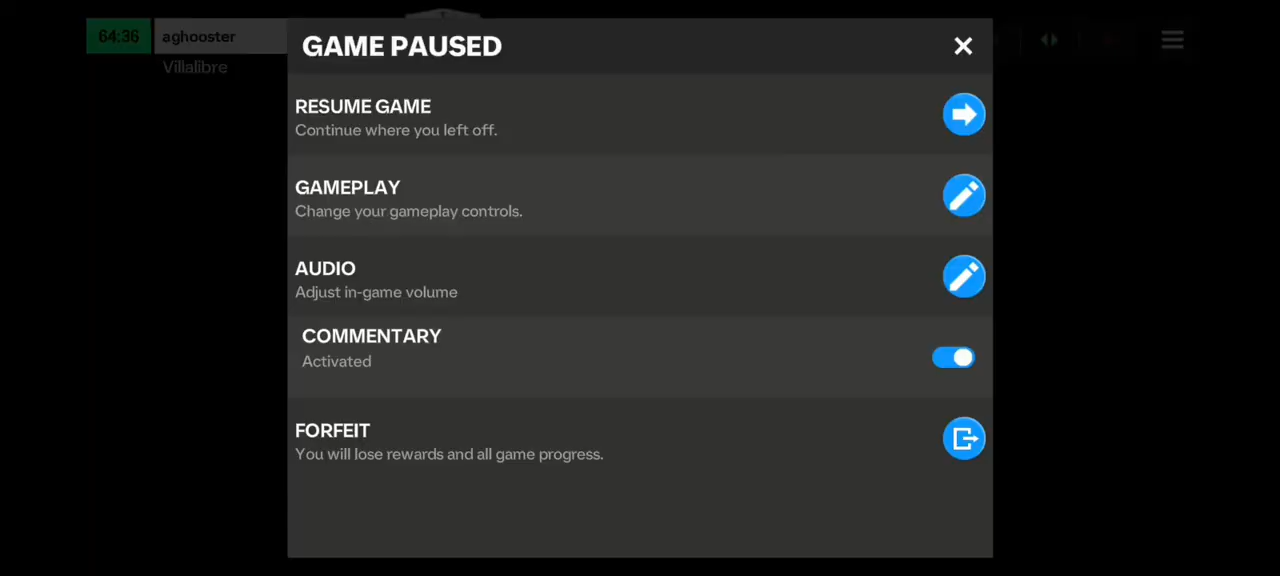 64:36 aghooster
Villalibre
GAME PAUSED
RESUME GAME
Continue where you left off.
GAMEPLAY
Change your gameplay controls.
AUDIO
Adjust in-game volume
COMMENTARY
Activated
FORFEIT
You will lose rewards and all game progress.